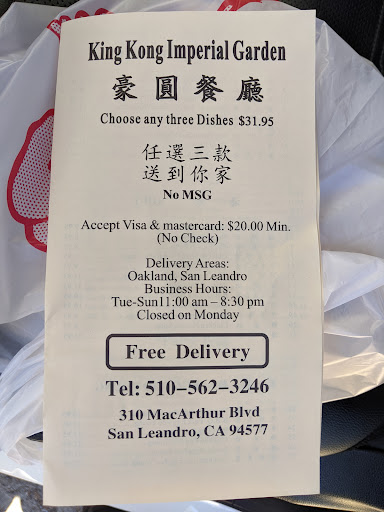 King Kong Imperial Garden
豪圓餐廳
Choose any three Dishes $31.95
任選三款
送到你家
No MSG
Accept Visa & mastercard: $20.00 Min.
(No Check)
Delivery Areas:
Oakland, San Leandro
Business Hours:
Tue-Sun11:00 am – 8:30 pm
Closed on Monday
Free Delivery
Tel: 510-562-3246
310 MacArthur Blvd
San Leandro, CA 94577